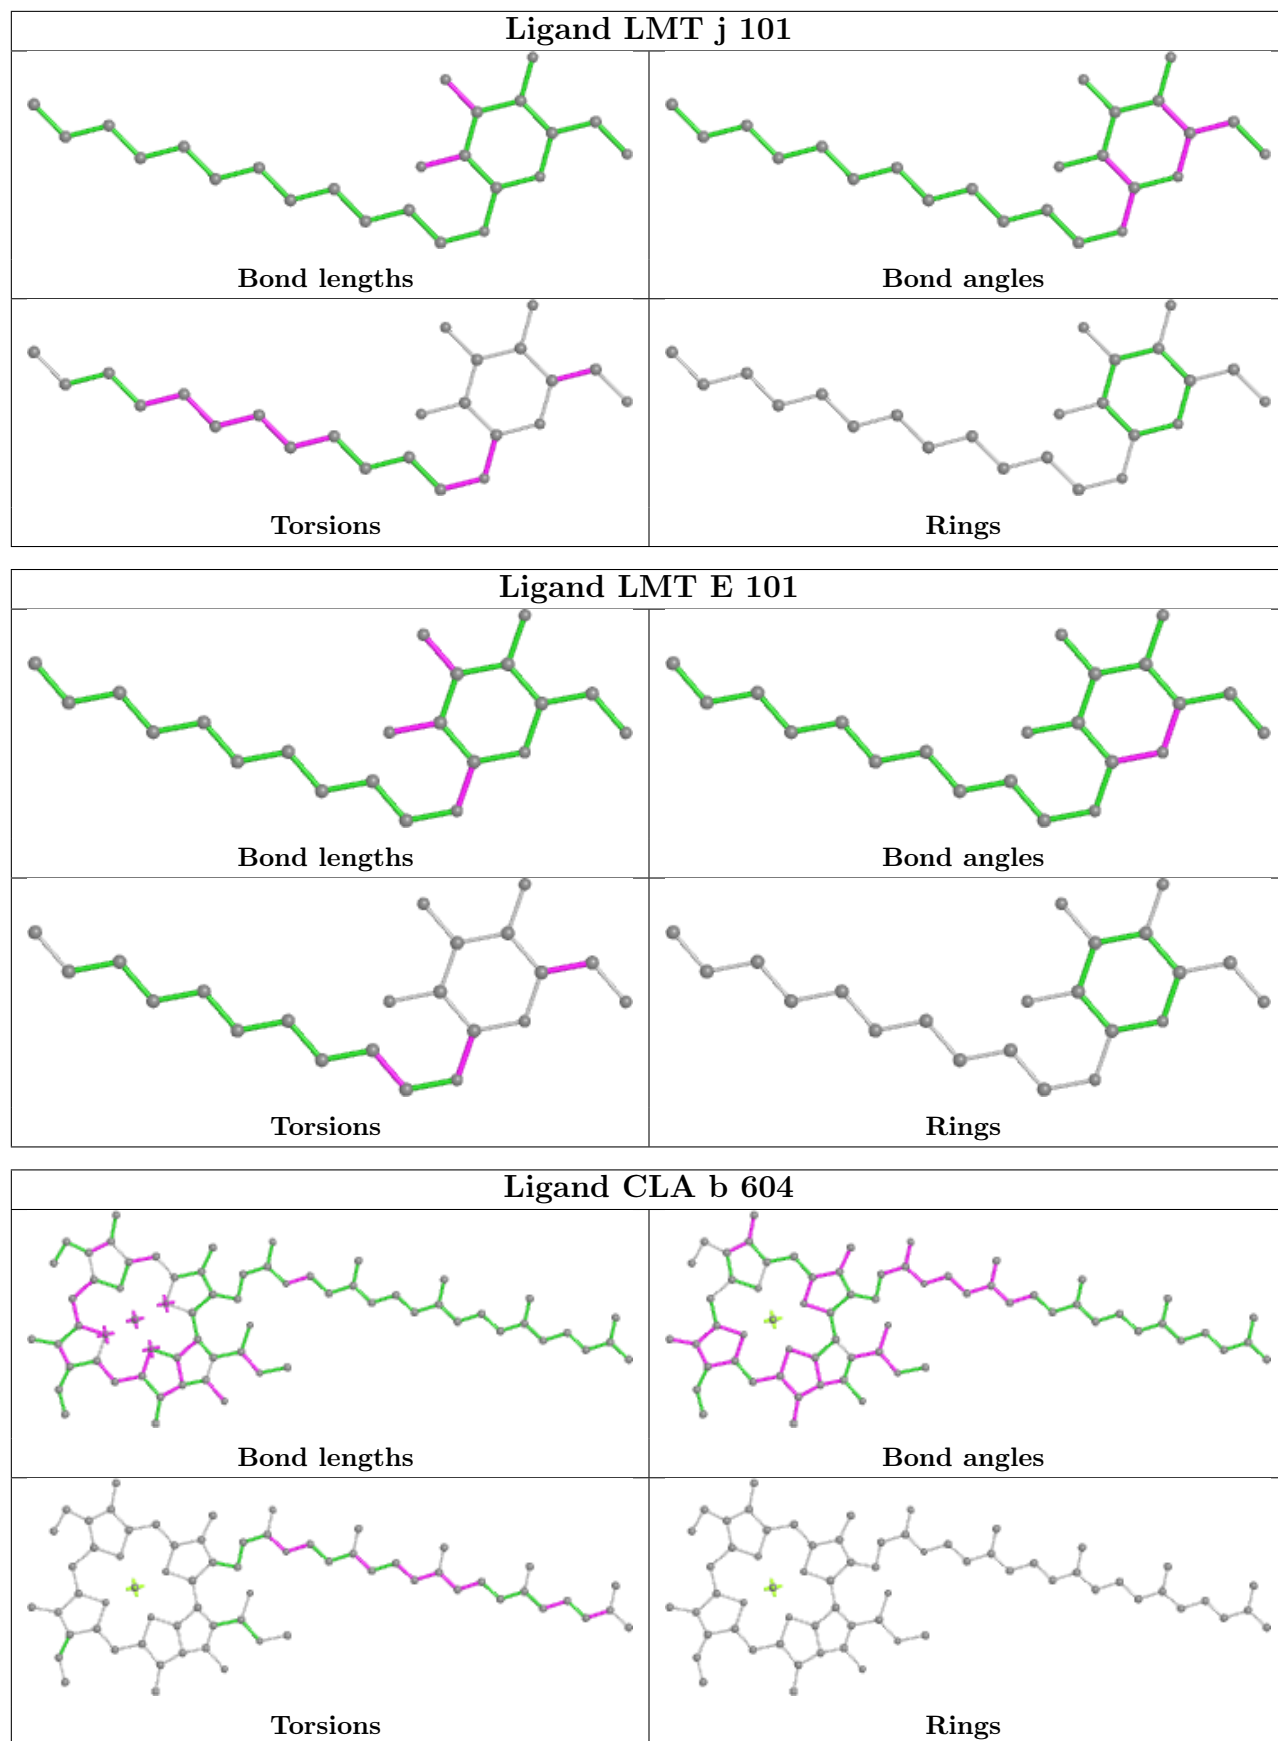 Ligand LMT j 101
Bond lengths
Bond angles
Torsions
Rings
Ligand LMT E 101
Bond lengths
Bond angles
Torsions
Rings
Ligand CLA b 604
Bond lengths
Bond angles
Torsions
Rings